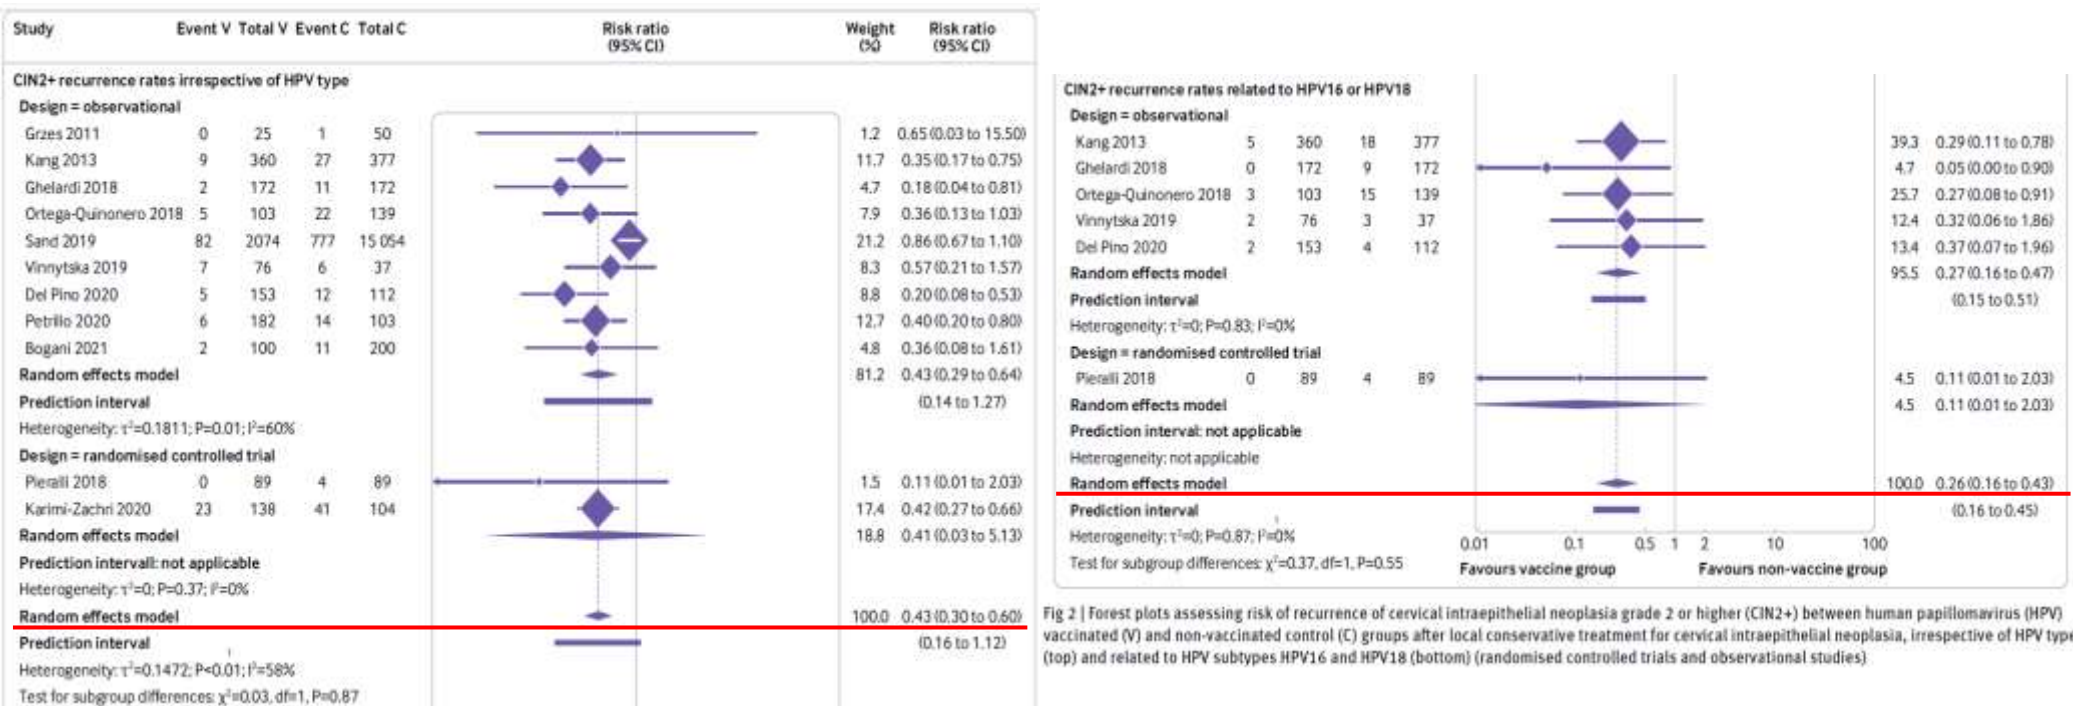 Study Event V Total V Event C Total C Risk ratio (95% CI) Weight (%) Risk ratio (95% CI)
CIN2+ recurrence rates irrespective of HPV type
Design = observational
Grzes 2011 0 25 1 50 1.2 0.65 (0.03 to 15.50)
Kang 2013 9 360 27 377 11.7 0.35 (0.17 to 0.75)
Ghelardi 2018 2 172 11 172 4.7 0.18 (0.04 to 0.81)
Ortega-Quinonero 2018 5 103 22 139 7.9 0.36 (0.13 to 1.03)
Sand 2019 82 2074 777 15 054 21.2 0.86 (0.67 to 1.10)
Vinnytska 2019 7 76 6 37 8.3 0.57 (0.21 to 1.57)
Del Pino 2020 5 153 12 112 8.8 0.20 (0.08 to 0.53)
Petrillo 2020 6 182 14 103 12.7 0.40 (0.20 to 0.80)
Bogani 2021 2 100 11 200 4.8 0.36 (0.08 to 1.61)
Random effects model 81.2 0.43 (0.29 to 0.64)
Prediction interval (0.14 to 1.27)
Heterogeneity: τ²=0.1811; P=0.01; I²=60%
Design = randomised controlled trial
Pieralli 2018 0 89 4 89 1.5 0.11 (0.01 to 2.03)
Karimi-Zachri 2020 23 138 41 104 17.4 0.42 (0.27 to 0.66)
Random effects model 18.8 0.41 (0.03 to 5.13)
Prediction intervall: not applicable
Heterogeneity: τ²=0; P=0.37; I²=0%
Random effects model 100.0 0.43 (0.30 to 0.60)
Prediction interval (0.16 to 1.12)
Heterogeneity: τ²=0.1472; P<0.01; I²=58%
Test for subgroup differences: χ²=0.03, df=1, P=0.87
CIN2+ recurrence rates related to HPV16 or HPV18
Design = observational
Kang 2013 5 360 18 377 39.3 0.29 (0.11 to 0.78)
Ghelardi 2018 0 172 9 172 4.7 0.05 (0.00 to 0.90)
Ortega-Quinonero 2018 3 103 15 139 25.7 0.27 (0.08 to 0.91)
Vinnytska 2019 2 76 3 37 12.4 0.32 (0.06 to 1.86)
Del Pino 2020 2 153 4 112 13.4 0.37 (0.07 to 1.96)
Random effects model 95.5 0.27 (0.16 to 0.47)
Prediction interval (0.15 to 0.51)
Heterogeneity: τ²=0; P=0.83; I²=0%
Design = randomised controlled trial
Pieralli 2018 0 89 4 89 4.5 0.11 (0.01 to 2.03)
Random effects model 4.5 0.11 (0.01 to 2.03)
Prediction interval: not applicable
Heterogeneity: not applicable
Random effects model 100.0 0.26 (0.16 to 0.43)
Prediction interval (0.16 to 0.45)
Heterogeneity: τ²=0; P=0.87; I²=0%
0.01 0.1 0.5 1 2 10 100
Test for subgroup differences: χ²=0.37, df=1, P=0.55
Favours vaccine group Favours non-vaccine group
Fig 2 | Forest plots assessing risk of recurrence of cervical intraepithelial neoplasia grade 2 or higher (CIN2+) between human papillomavirus (HPV)
vaccinated (V) and non-vaccinated control (C) groups after local conservative treatment for cervical intraepithelial neoplasia, irrespective of HPV type
(top) and related to HPV subtypes HPV16 and HPV18 (bottom) (randomised controlled trials and observational studies)